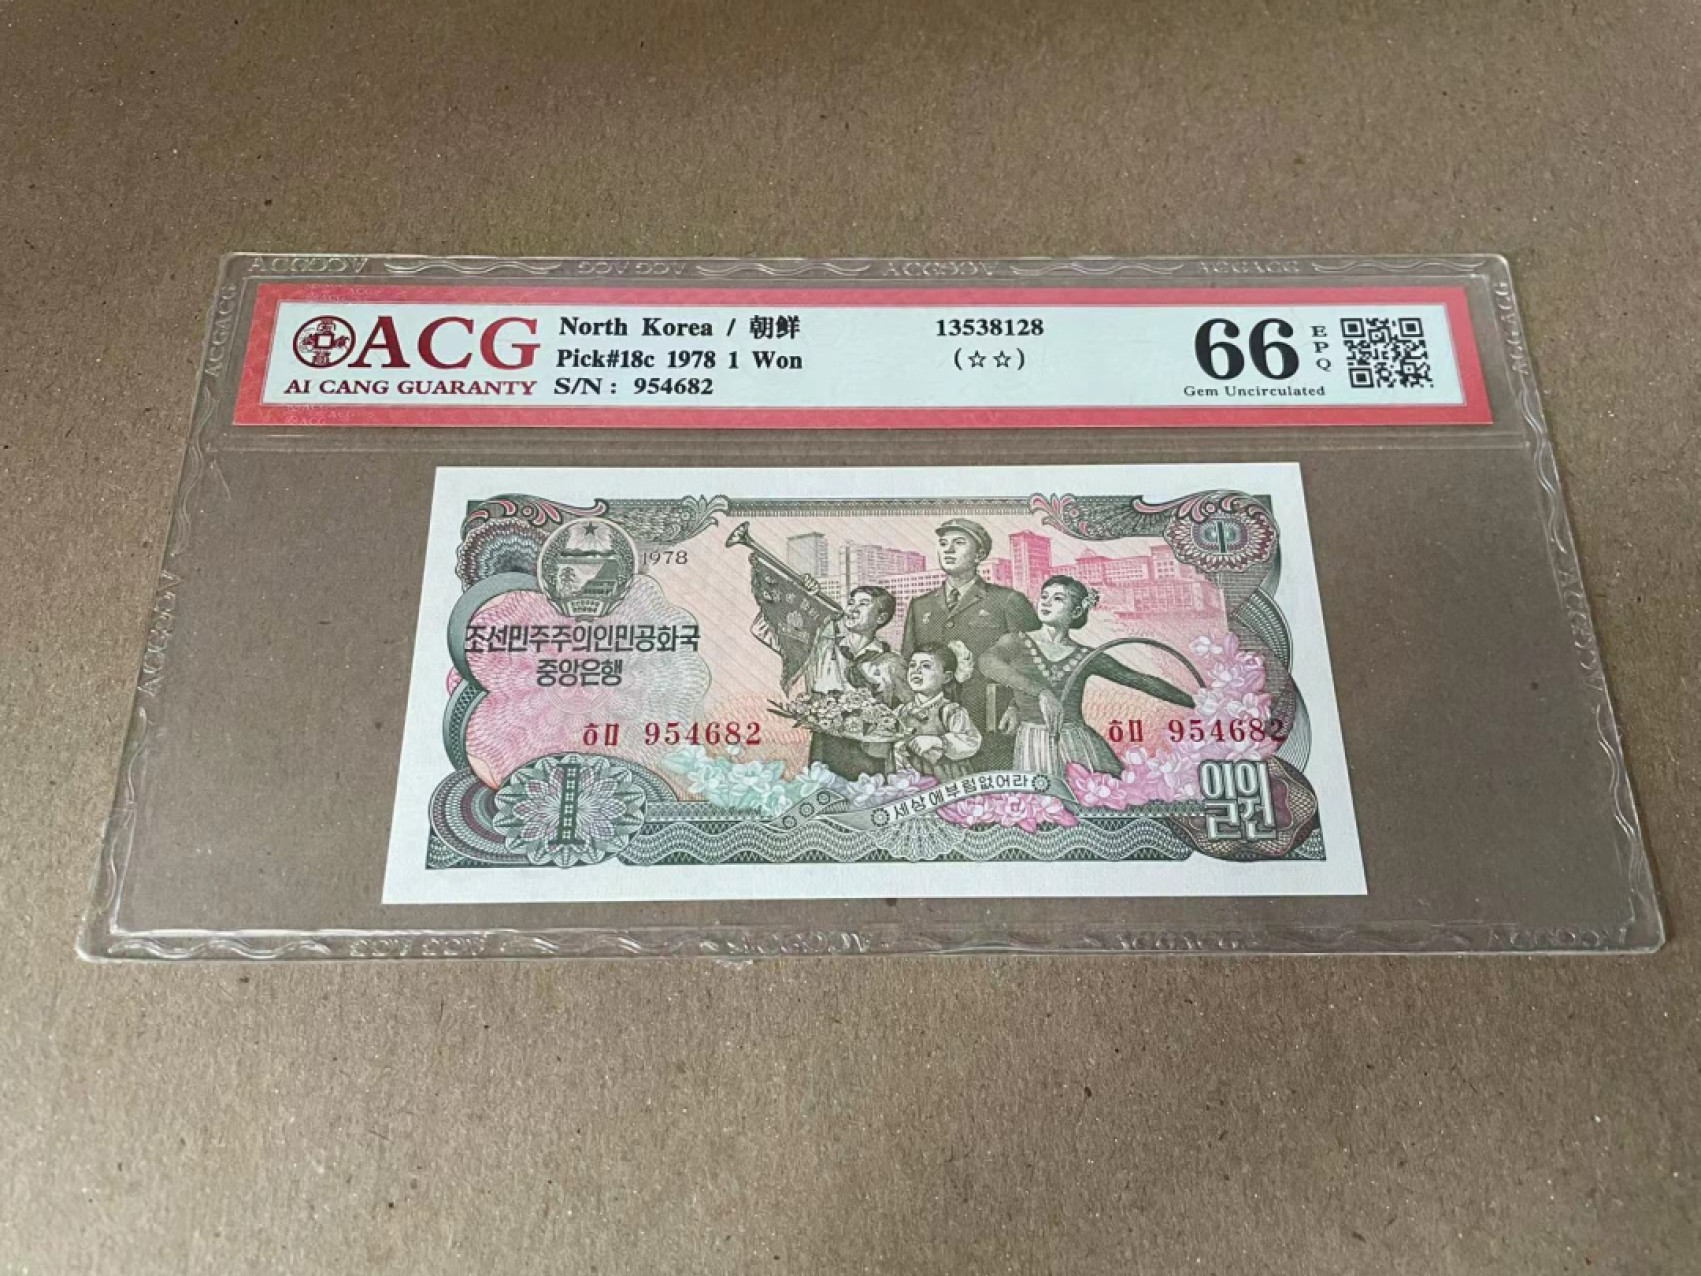 ACG
AI CANG GUARANTY
North Korea / 朝鲜
Pick#18c 1978 1 Won
S/N : 954682
13538128
(☆☆)
66 EPQ
Gem Uncirculated
1978
1
조선민주주의인민공화국
중앙은행
954682
954682
세상에부럼없어라
1
일원